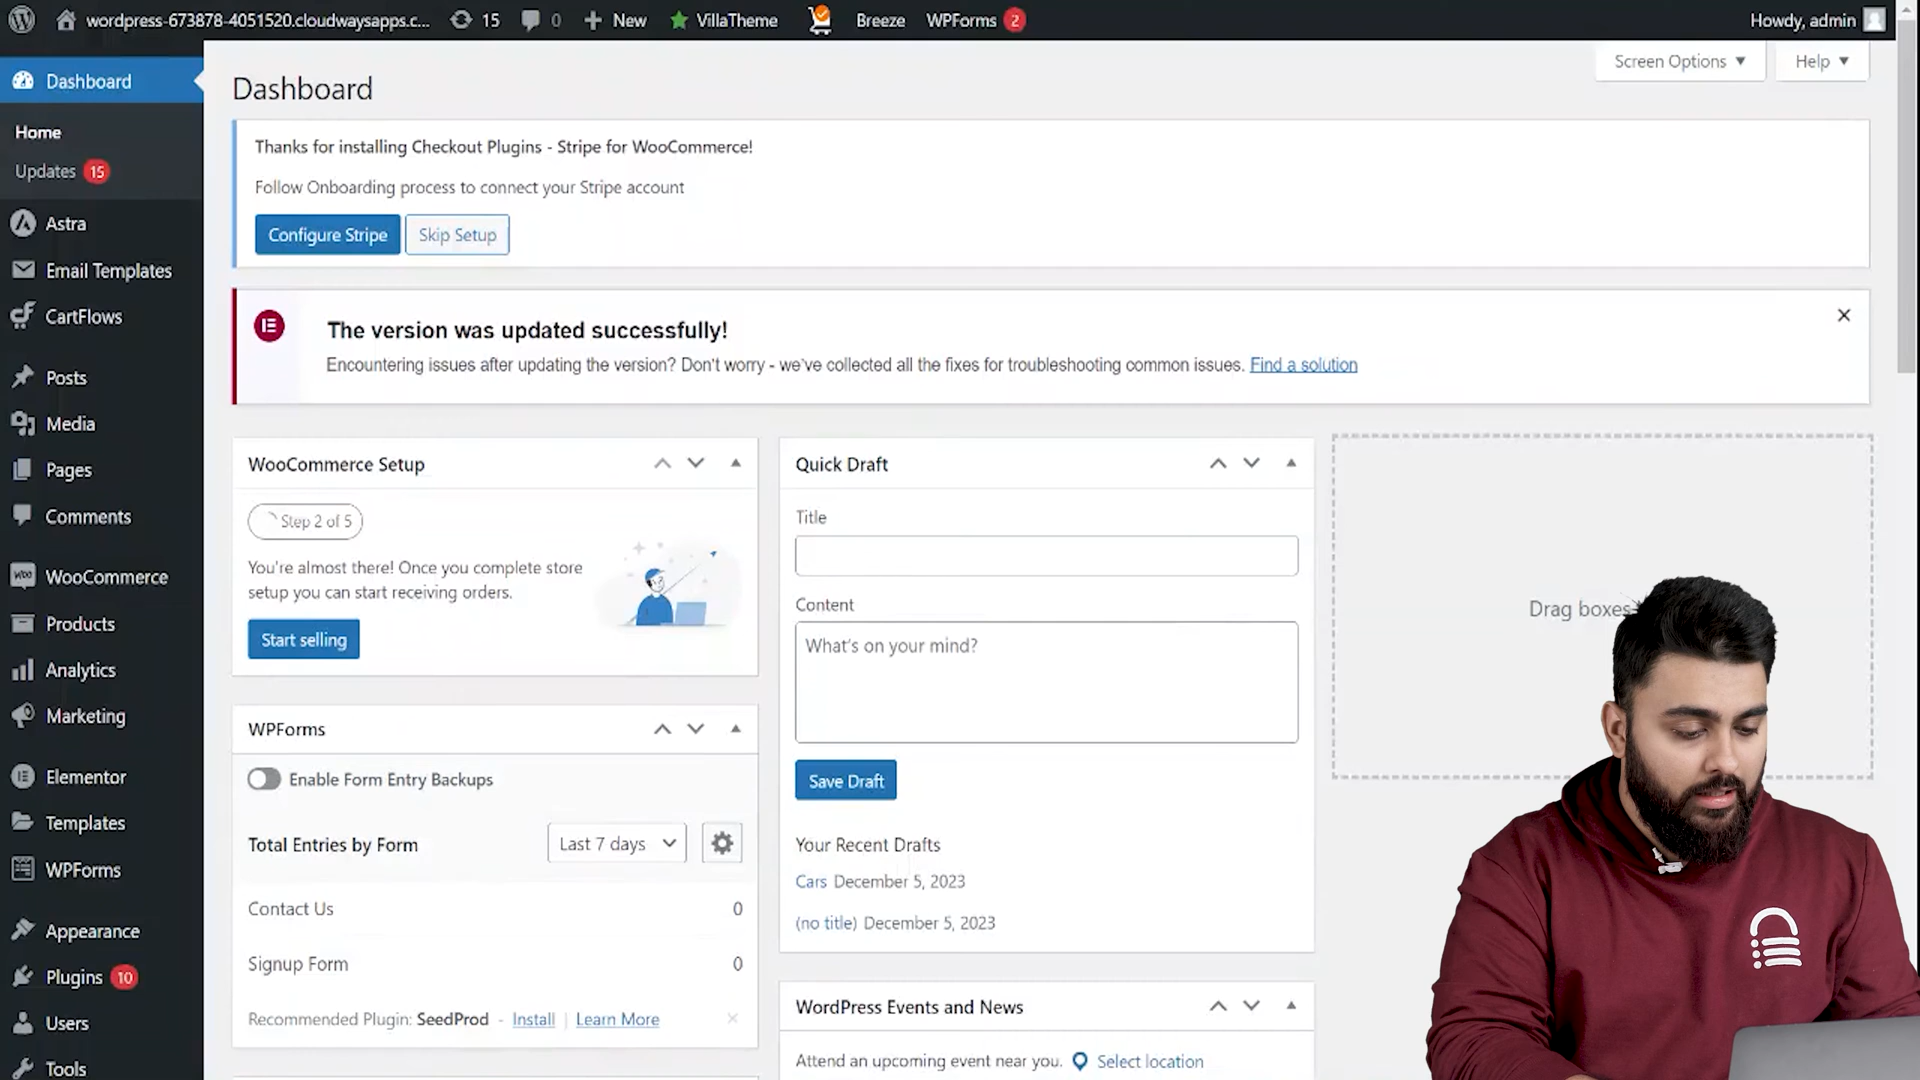 wordpress-673878-4051520.cloudwaysapps.c... 15 0 New VillaTheme Breeze WPForms 2 Howdy, admin
Screen Options Help
Dashboard
Home
Updates 15
Astra
Email Templates
CartFlows
Posts
Media
Pages
Comments
WooCommerce
Products
Analytics
Marketing
Elementor
Templates
WPForms
Appearance
Plugins 10
Users
Tools
Dashboard
Thanks for installing Checkout Plugins - Stripe for WooCommerce!
Follow Onboarding process to connect your Stripe account
Configure Stripe Skip Setup
The version was updated successfully!
Encountering issues after updating the version? Don't worry - we've collected all the fixes for troubleshooting common issues. Find a solution
WooCommerce Setup
Step 2 of 5
You're almost there! Once you complete store
setup you can start receiving orders.
Start selling
WPForms
Enable Form Entry Backups
Total Entries by Form Last 7 days
Contact Us 0
Signup Form 0
Recommended Plugin: SeedProd - Install | Learn More
Quick Draft
Title
Content
What's on your mind?
Save Draft
Your Recent Drafts
Cars December 5, 2023
(no title) December 5, 2023
WordPress Events and News
Attend an upcoming event near you. Select location
Drag boxes